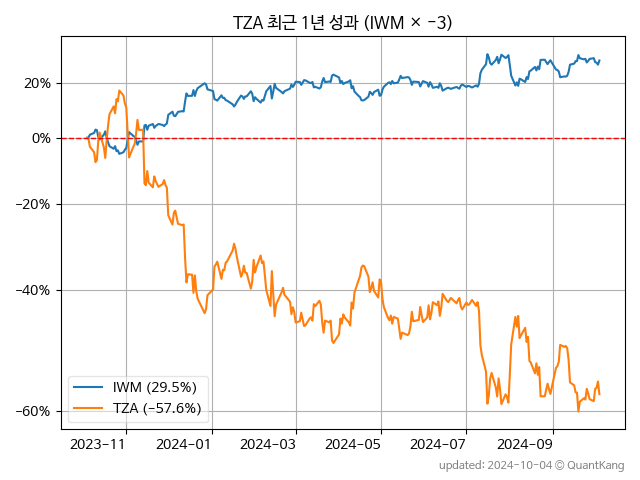 TZA 최근 1년 성과 (IWM × −3)
20%
0%
−20%
−40%
−60%
IWM (29.5%)
TZA (−57.6%)
2023−11 2024−01 2024−03 2024−05 2024−07 2024−09
updated: 2024-10-04 © QuantKang